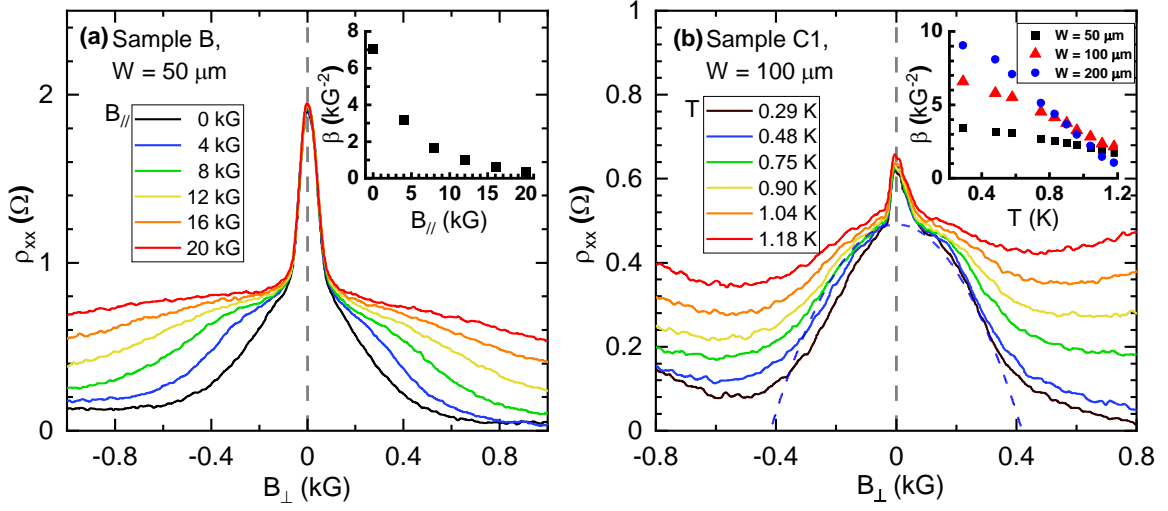 (a) Sample B,
W = 50 μm
B//
0 kG
4 kG
8 kG
12 kG
16 kG
20 kG
ρxx (Ω)
2
1
0
-0.8 -0.4 0 0.4 0.8
B⊥ (kG)
β (kG-2)
8
6
4
2
0
0 5 10 15 20
B// (kG)
(b) Sample C1,
W = 100 μm
T
0.29 K
0.48 K
0.75 K
0.90 K
1.04 K
1.18 K
ρxx (Ω)
1
0.8
0.6
0.4
0.2
0
-0.8 -0.4 0 0.4 0.8
B⊥ (kG)
β (kG-2)
10
5
0
0.4 0.8 1.2
T (K)
W = 50 μm
W = 100 μm
W = 200 μm